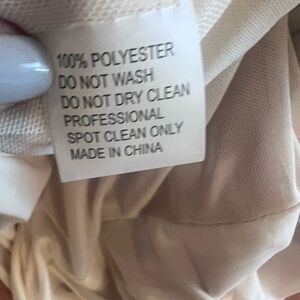 100% POLYESTER
DO NOT WASH
DO NOT DRY CLEAN
PROFESSIONAL
SPOT CLEAN ONLY
MADE IN CHINA